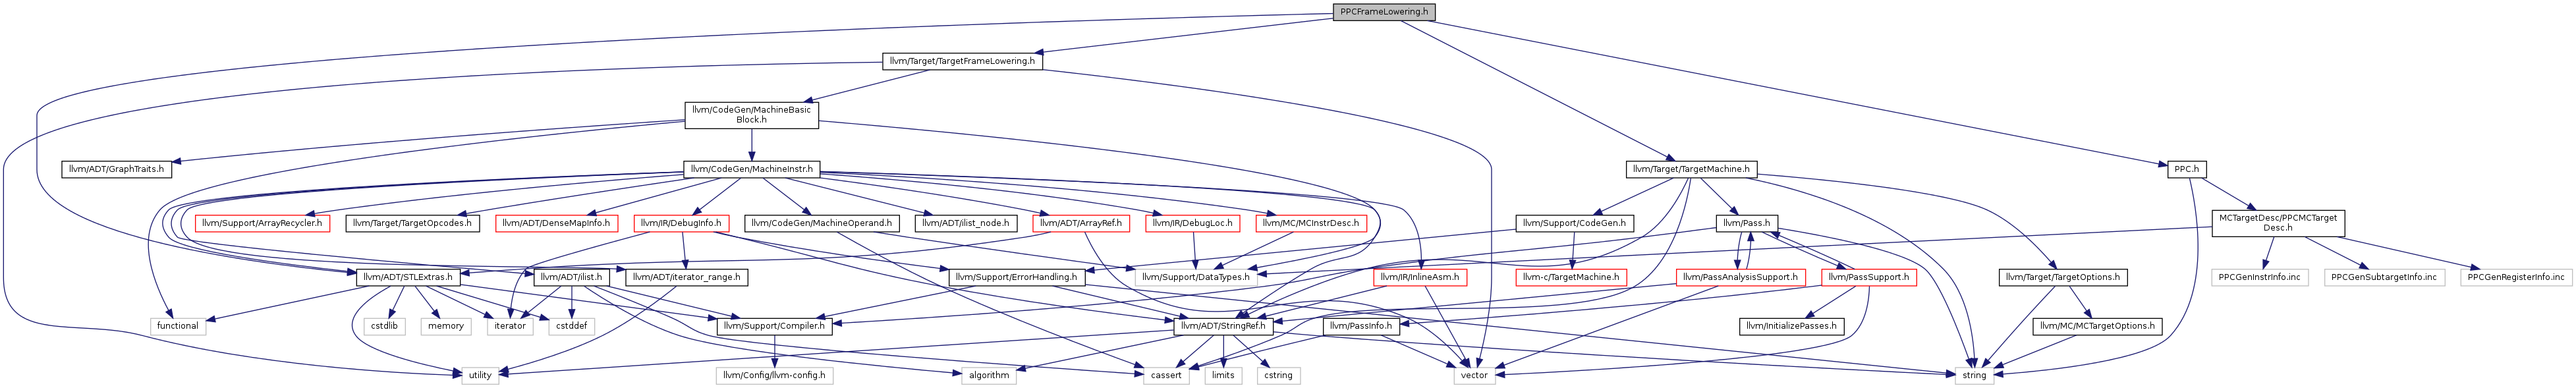 PPCFrameLowering.h
llvm/Target/TargetFrameLowering.h
llvm/CodeGen/MachineBasic
Block.h
llvm/ADT/GraphTraits.h
llvm/CodeGen/MachineInstr.h
llvm/Target/TargetMachine.h
PPC.h
llvm/Support/ArrayRecycler.h
llvm/Target/TargetOpcodes.h
llvm/ADT/DenseMapInfo.h
llvm/IR/DebugInfo.h
llvm/CodeGen/MachineOperand.h
llvm/ADT/ilist_node.h
llvm/ADT/ArrayRef.h
llvm/IR/DebugLoc.h
llvm/MC/MCInstrDesc.h
llvm/Support/CodeGen.h
llvm/Pass.h
MCTargetDesc/PPCMCTarget
Desc.h
llvm/ADT/STLExtras.h
llvm/ADT/ilist.h
llvm/ADT/iterator_range.h
llvm/Support/ErrorHandling.h
llvm/Support/DataTypes.h
llvm/IR/InlineAsm.h
llvm-c/TargetMachine.h
llvm/PassAnalysisSupport.h
llvm/PassSupport.h
llvm/Target/TargetOptions.h
PPCGenInstrInfo.inc
PPCGenSubtargetInfo.inc
PPCGenRegisterInfo.inc
functional
cstdlib
memory
iterator
cstddef
llvm/Support/Compiler.h
llvm/ADT/StringRef.h
llvm/PassInfo.h
llvm/InitializePasses.h
llvm/MC/MCTargetOptions.h
utility
llvm/Config/llvm-config.h
algorithm
cassert
limits
cstring
vector
string